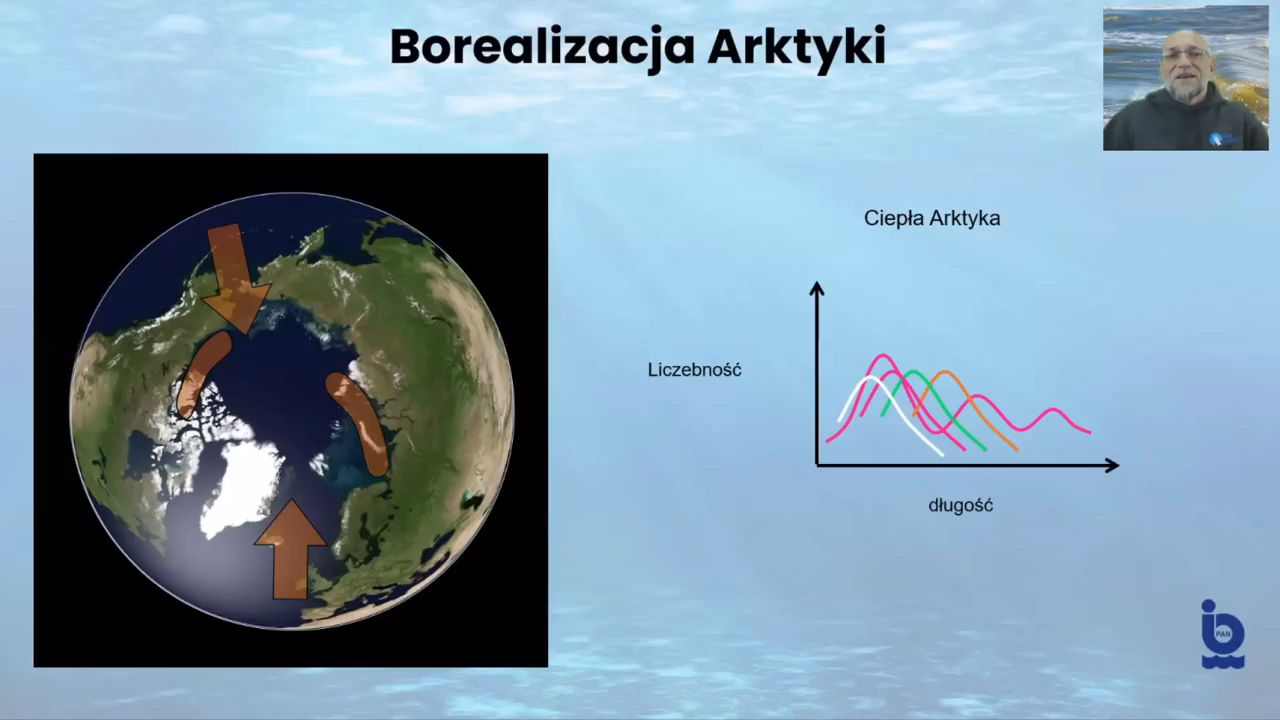 Borealizacja Arktyki
Ciepła Arktyka
Liczebność
długość
PAN